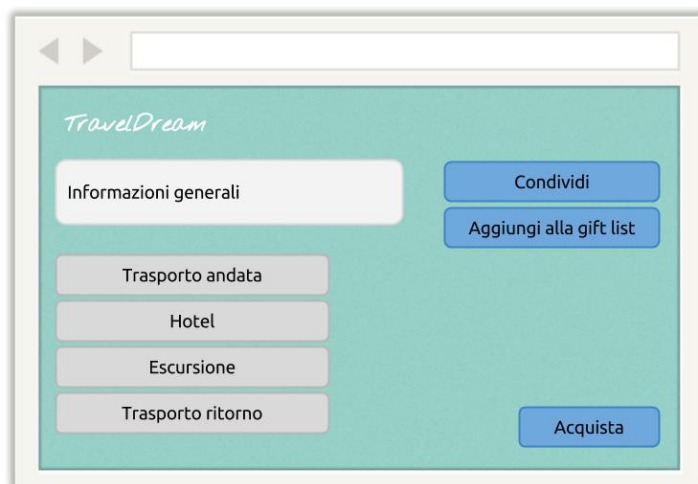 TravelDream
Informazioni generali
Condividi
Aggiungi alla gift list
Trasporto andata
Hotel
Escursione
Trasporto ritorno
Acquista